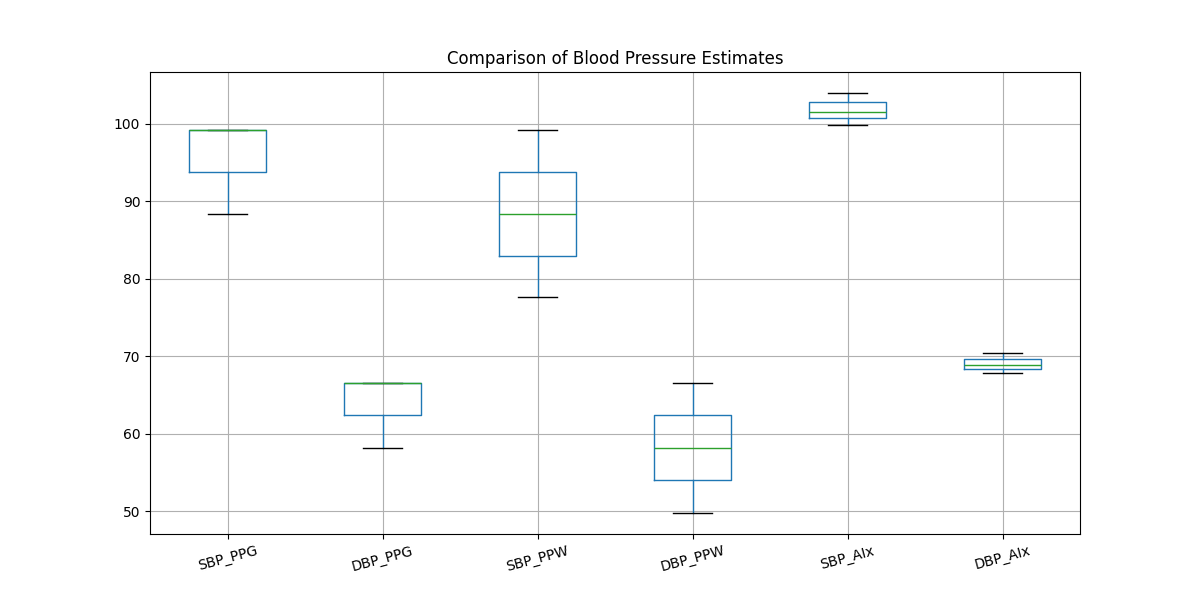 Comparison of Blood Pressure Estimates
100
90
80
70
60
50
SBP_PPG
DBP_PPG
SBP_PPW
DBP_PPW
SBP_AIx
DBP_AIx